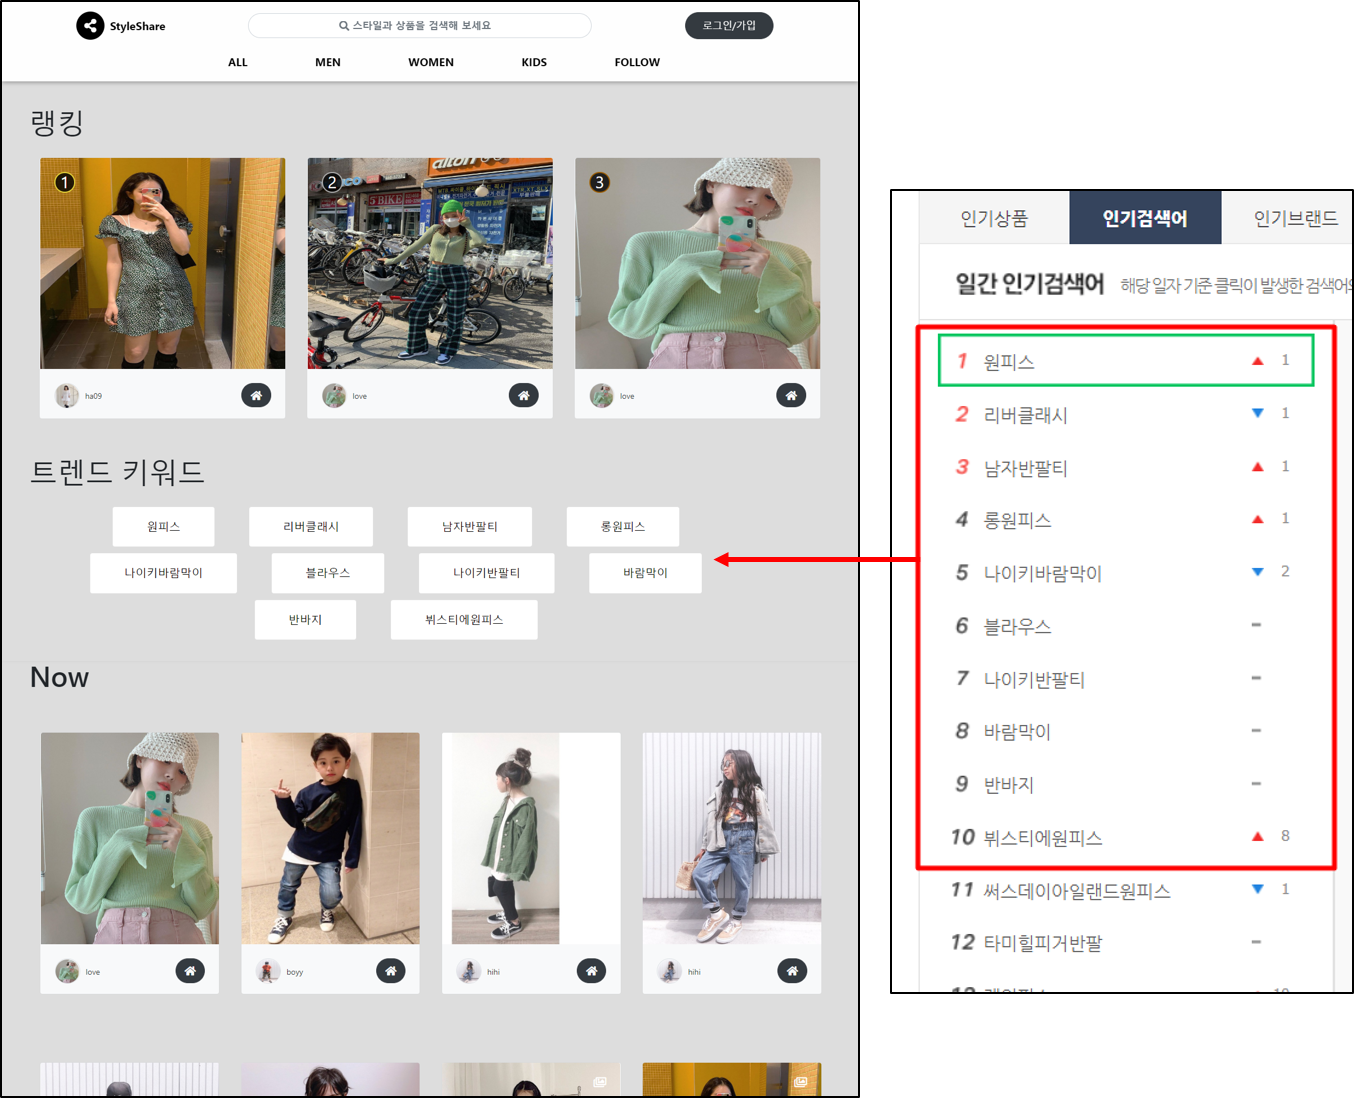 StyleShare
스타일과 상품을 검색해 보세요
로그인/가입
ALL MEN WOMEN KIDS FOLLOW
랭킹
1 2 3
5 BIKE
ha09 love love
트렌드 키워드
원피스 리버클래시 남자반팔티 롱원피스
나이키바람막이 블라우스 나이키반팔티 바람막이
반바지 뷔스티에원피스
Now
love boyy hihi hihi
인기상품 인기검색어 인기브랜드
일간 인기검색어 해당 일자 기준 클릭이 발생한 검색어의
1 원피스 ▲ 1
2 리버클래시 ▼ 1
3 남자반팔티 ▲ 1
4 롱원피스 ▲ 1
5 나이키바람막이 ▼ 2
6 블라우스 -
7 나이키반팔티 -
8 바람막이 -
9 반바지 -
10 뷔스티에원피스 ▲ 8
11 써스데이아일랜드원피스 ▼ 1
12 타미힐피거반팔 -